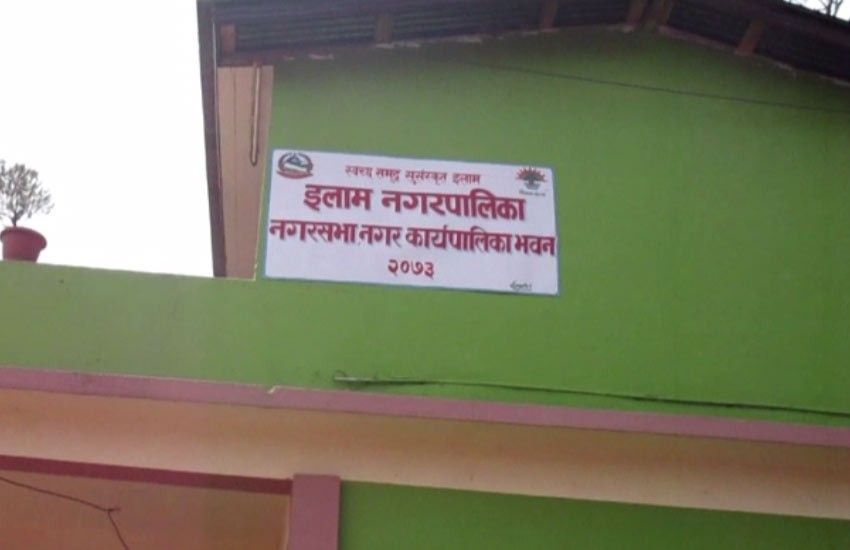 स्वच्छ समृद्ध सुसंस्कृत इलाम
इलाम नगरपालिका
नगरसभा नगर कार्यपालिका भवन
२०७३